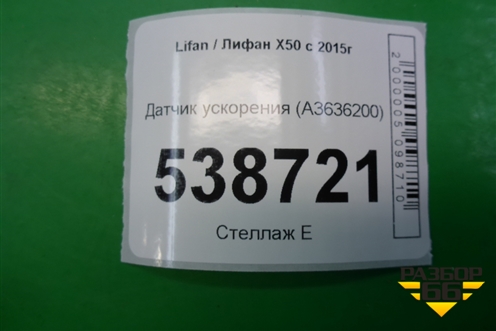 Lifan / Лифан X50 с 2015г
Датчик ускорения (A3636200)
538721
Стеллаж Е
2000005098710
РАЗБОР
66